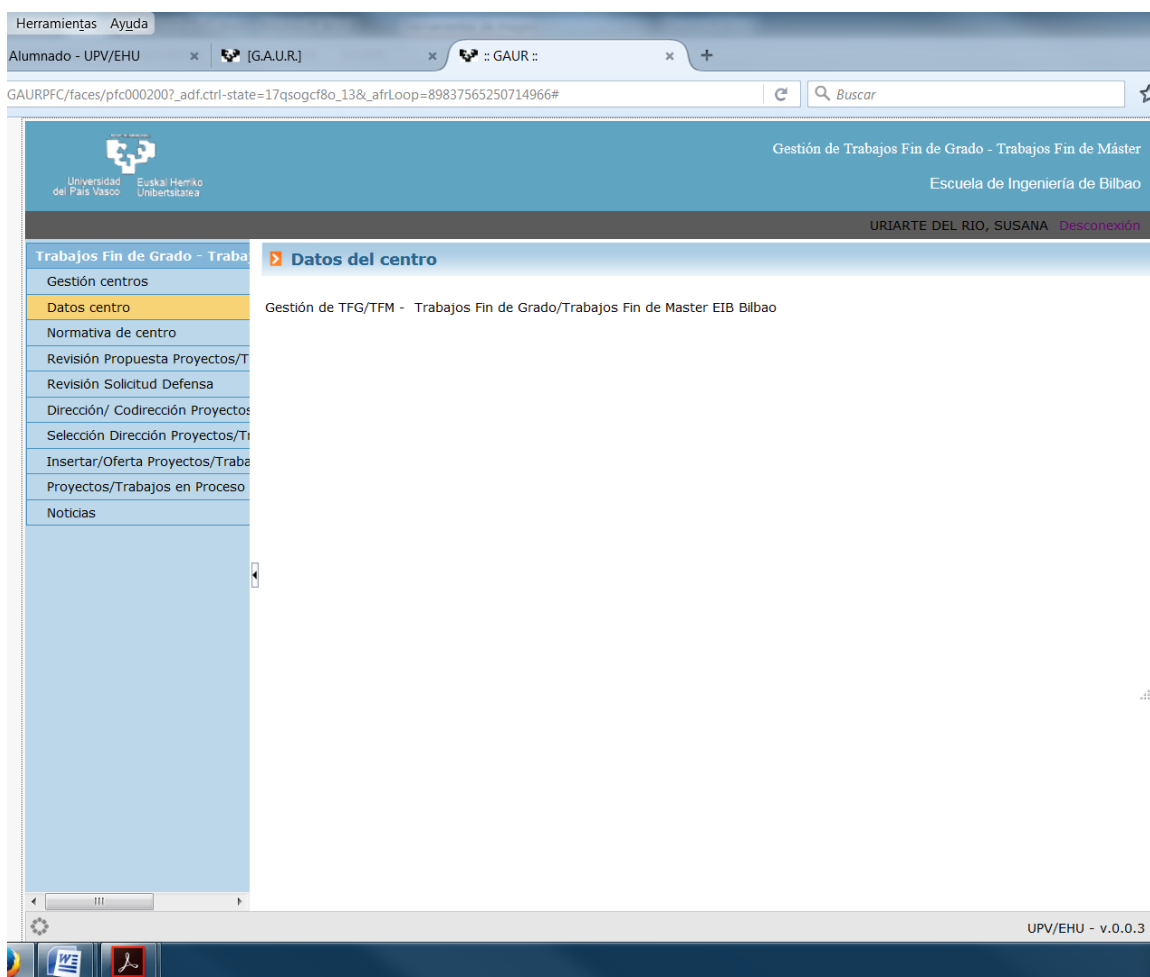 Herramientas Ayuda
Alumnado - UPV/EHU × [G.A.U.R.] × :: GAUR :: × +
GAURPFC/faces/pfc000200?_adf.ctrl-state=17qsogcf8o_13&_afrLoop=89837565250714966# Buscar
Universidad del País Vasco Euskal Herriko Unibertsitatea
Gestión de Trabajos Fin de Grado - Trabajos Fin de Máster
Escuela de Ingeniería de Bilbao
URIARTE DEL RIO, SUSANA Desconexión
Trabajos Fin de Grado - Trabaj
Datos del centro
Gestión centros
Datos centro
Gestión de TFG/TFM - Trabajos Fin de Grado/Trabajos Fin de Master EIB Bilbao
Normativa de centro
Revisión Propuesta Proyectos/T
Revisión Solicitud Defensa
Dirección/ Codirección Proyectos
Selección Dirección Proyectos/Tr
Insertar/Oferta Proyectos/Traba
Proyectos/Trabajos en Proceso
Noticias
UPV/EHU - v.0.0.3
W